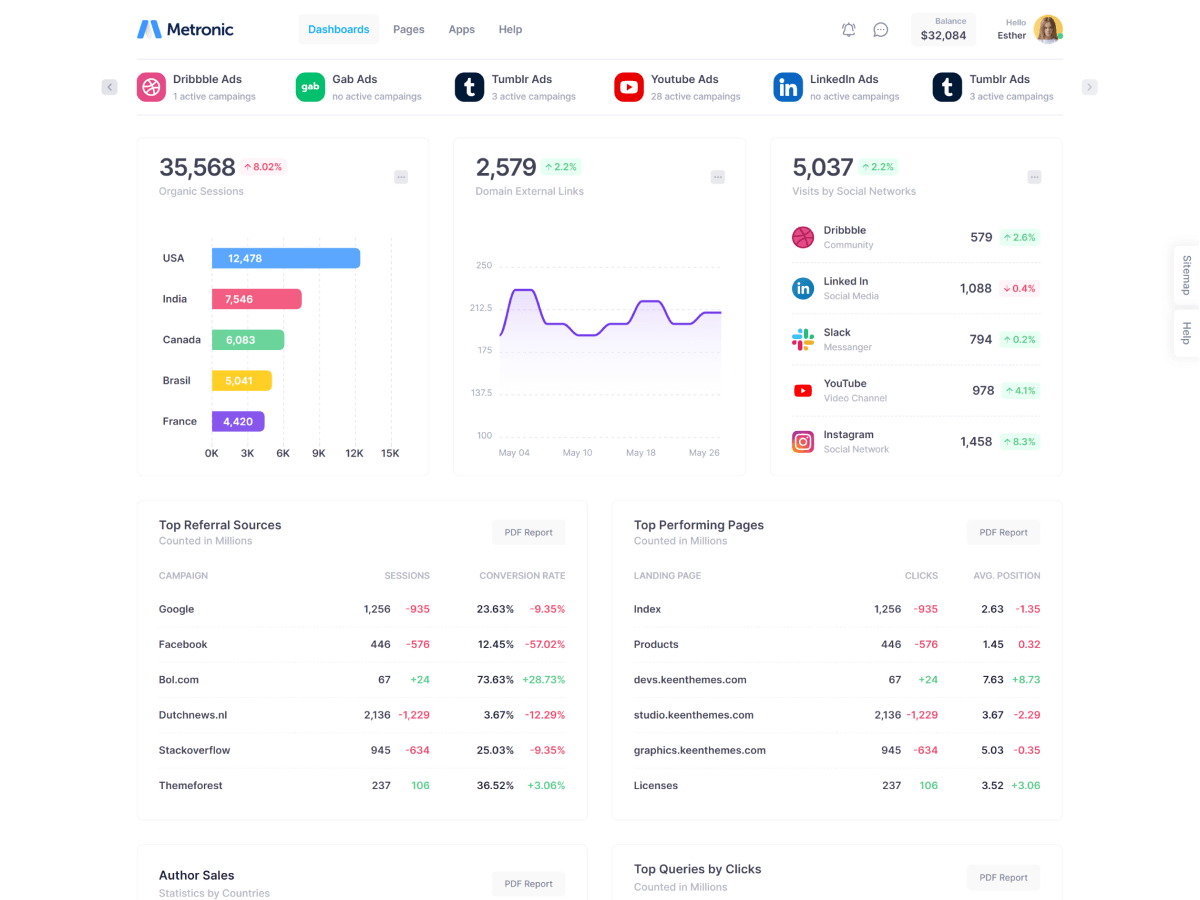 Metronic
Dashboards Pages Apps Help
Balance
$32,084
Hello
Esther
Dribbble Ads
1 active campaings
gab
Gab Ads
no active campaings
t
Tumblr Ads
3 active campaings
Youtube Ads
28 active campaings
in
LinkedIn Ads
no active campaings
t
Tumblr Ads
3 active campaings
35,568 8.02%
Organic Sessions
USA 12,478
India 7,546
Canada 6,083
Brasil 5,041
France 4,420
0K 3K 6K 9K 12K 15K
2,579 2.2%
Domain External Links
250
212.5
175
137.5
100
May 04 May 10 May 18 May 26
5,037 2.2%
Visits by Social Networks
Dribbble 579 2.6%
Community
in
Linked In 1,088 0.4%
Social Media
Slack 794 0.2%
Messanger
YouTube 978 4.1%
Video Channel
Instagram 1,458 8.3%
Social Network
Sitemap
Help
Top Referral Sources
Counted in Millions
PDF Report
CAMPAIGN SESSIONS CONVERSION RATE
Google 1,256 -935 23.63% -9.35%
Facebook 446 -576 12.45% -57.02%
Bol.com 67 +24 73.63% +28.73%
Dutchnews.nl 2,136 -1,229 3.67% -12.29%
Stackoverflow 945 -634 25.03% -9.35%
Themeforest 237 106 36.52% +3.06%
Top Performing Pages
Counted in Millions
PDF Report
LANDING PAGE CLICKS AVG. POSITION
Index 1,256 -935 2.63 -1.35
Products 446 -576 1.45 0.32
devs.keenthemes.com 67 +24 7.63 +8.73
studio.keenthemes.com 2,136 -1,229 3.67 -2.29
graphics.keenthemes.com 945 -634 5.03 -0.35
Licenses 237 106 3.52 +3.06
Author Sales
Statistics by Countries
PDF Report
Top Queries by Clicks
Counted in Millions
PDF Report